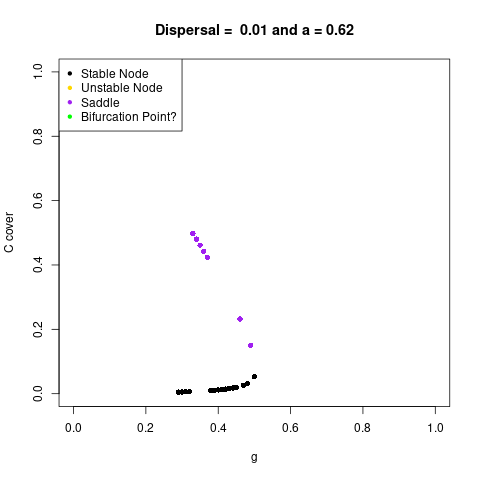 Dispersal =  0.01 and a = 0.62
Stable Node
Unstable Node
Saddle
Bifurcation Point?
C cover
1.0
0.8
0.6
0.4
0.2
0.0
0.0 0.2 0.4 0.6 0.8 1.0
g